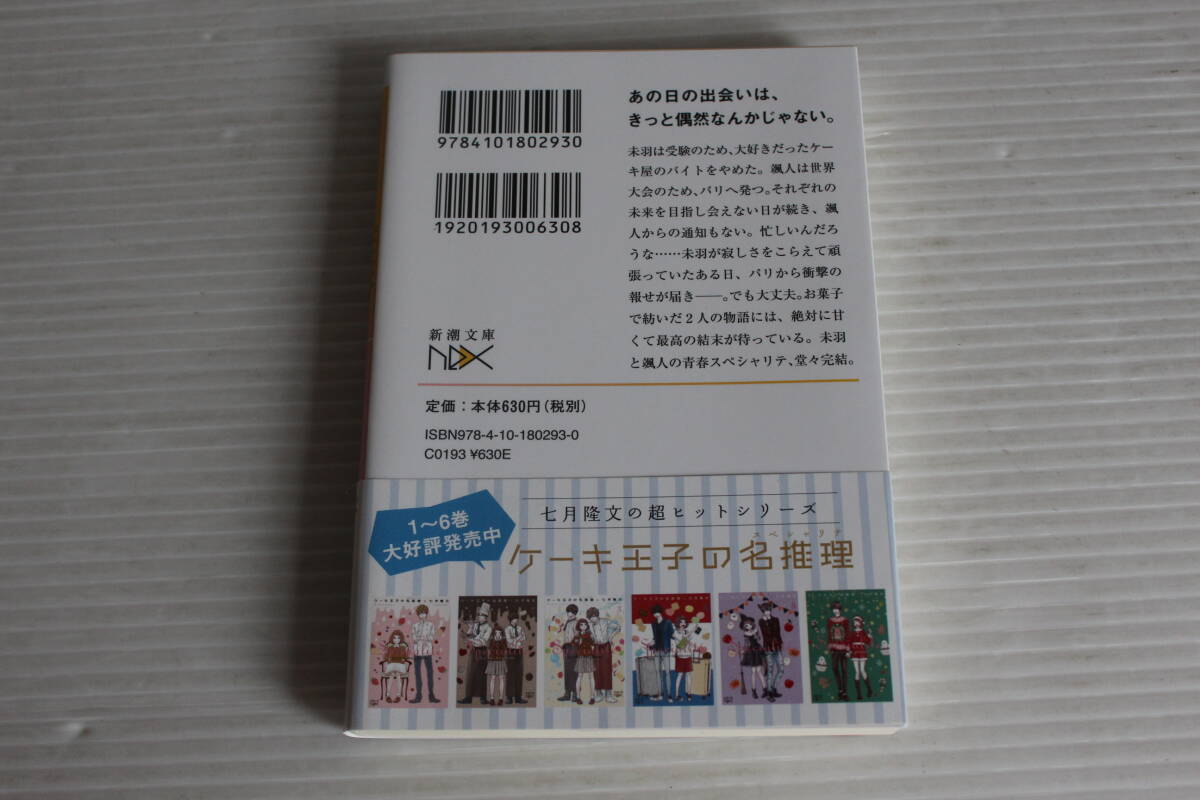 9784101802930
1920193006308
あの日の出会いは、
きっと偶然なんかじゃない。
未羽は受験のため、大好きだったケー
キ屋のバイトをやめた。颯人は世界
大会のため、パリへ発つ。それぞれの
未来を目指し会えない日が続き、颯
人からの通知もない。忙しいんだろ
うな……未羽が寂しさをこらえて頑
張っていたある日、パリから衝撃の
報せが届き――。でも大丈夫。お菓子
で紡いだ2人の物語には、絶対に甘
くて最高の結末が待っている。未羽
と颯人の青春スペシャリテ、堂々完結。
新潮文庫
nex
定価：本体630円（税別）
ISBN978-4-10-180293-0
C0193 ¥630E
1〜6巻
大好評発売中
七月隆文の超ヒットシリーズ
スペシャリテ
ケーキ王子の名推理